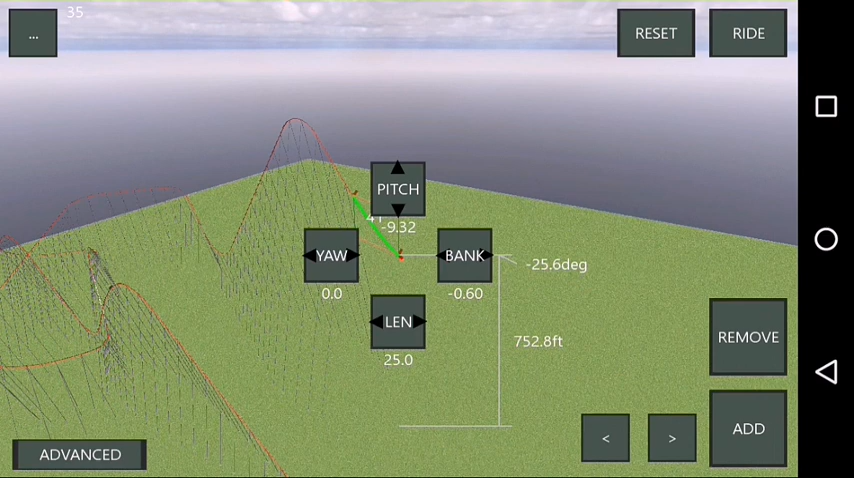 ...
35
RESET
RIDE
PITCH
-9.32
YAW
0.0
BANK
-0.60
-25.6deg
LEN
25.0
752.8ft
REMOVE
ADD
<
>
ADVANCED